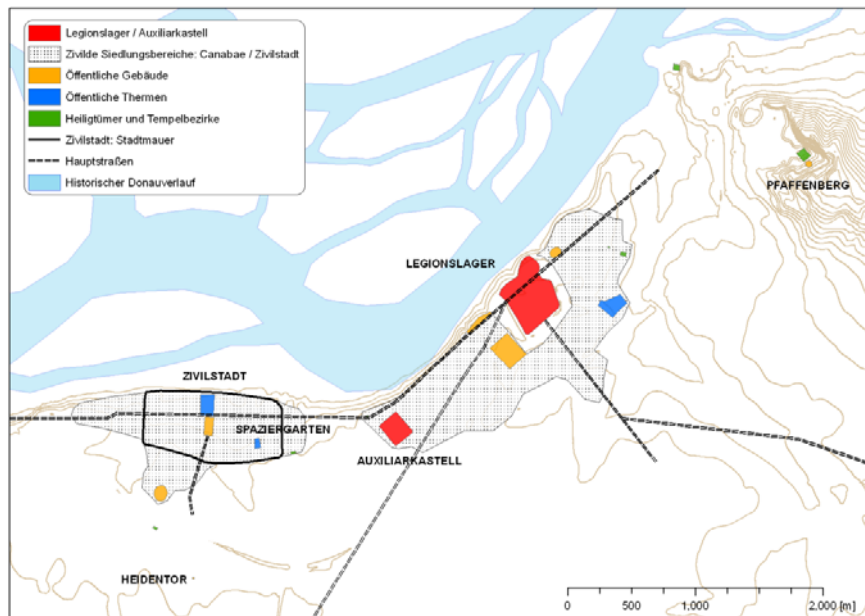 Legionslager / Auxiliarkastell
Zivilde Siedlungsbereiche: Canabae / Zivilstadt
Öffentliche Gebäude
Öffentliche Thermen
Heiligtümer und Tempelbezirke
Zivilstadt: Stadtmauer
Hauptstraßen
Historischer Donauverlauf
PFAFFENBERG
LEGIONSLAGER
ZIVILSTADT
SPAZIERGARTEN
AUXILIARKASTELL
HEIDENTOR
0 500 1.000 2.000 [m]